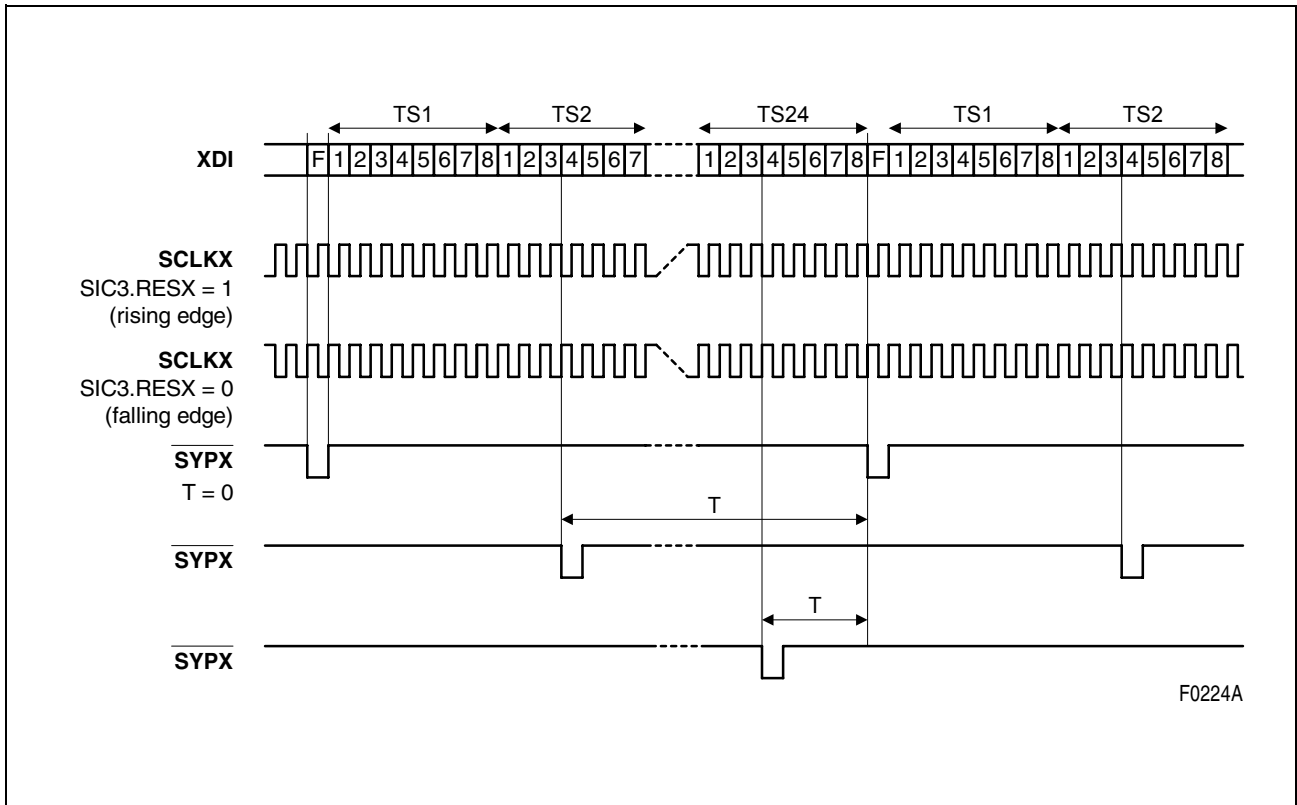 TS1 TS2 TS24 TS1 TS2
XDI F 1 2 3 4 5 6 7 8 1 2 3 4 5 6 7 1 2 3 4 5 6 7 8 F 1 2 3 4 5 6 7 8 1 2 3 4 5 6 7 8
SCLKX
SIC3.RESX = 1
(rising edge)
SCLKX
SIC3.RESX = 0
(falling edge)
SYPX
T = 0
T
SYPX
T
SYPX
F0224A